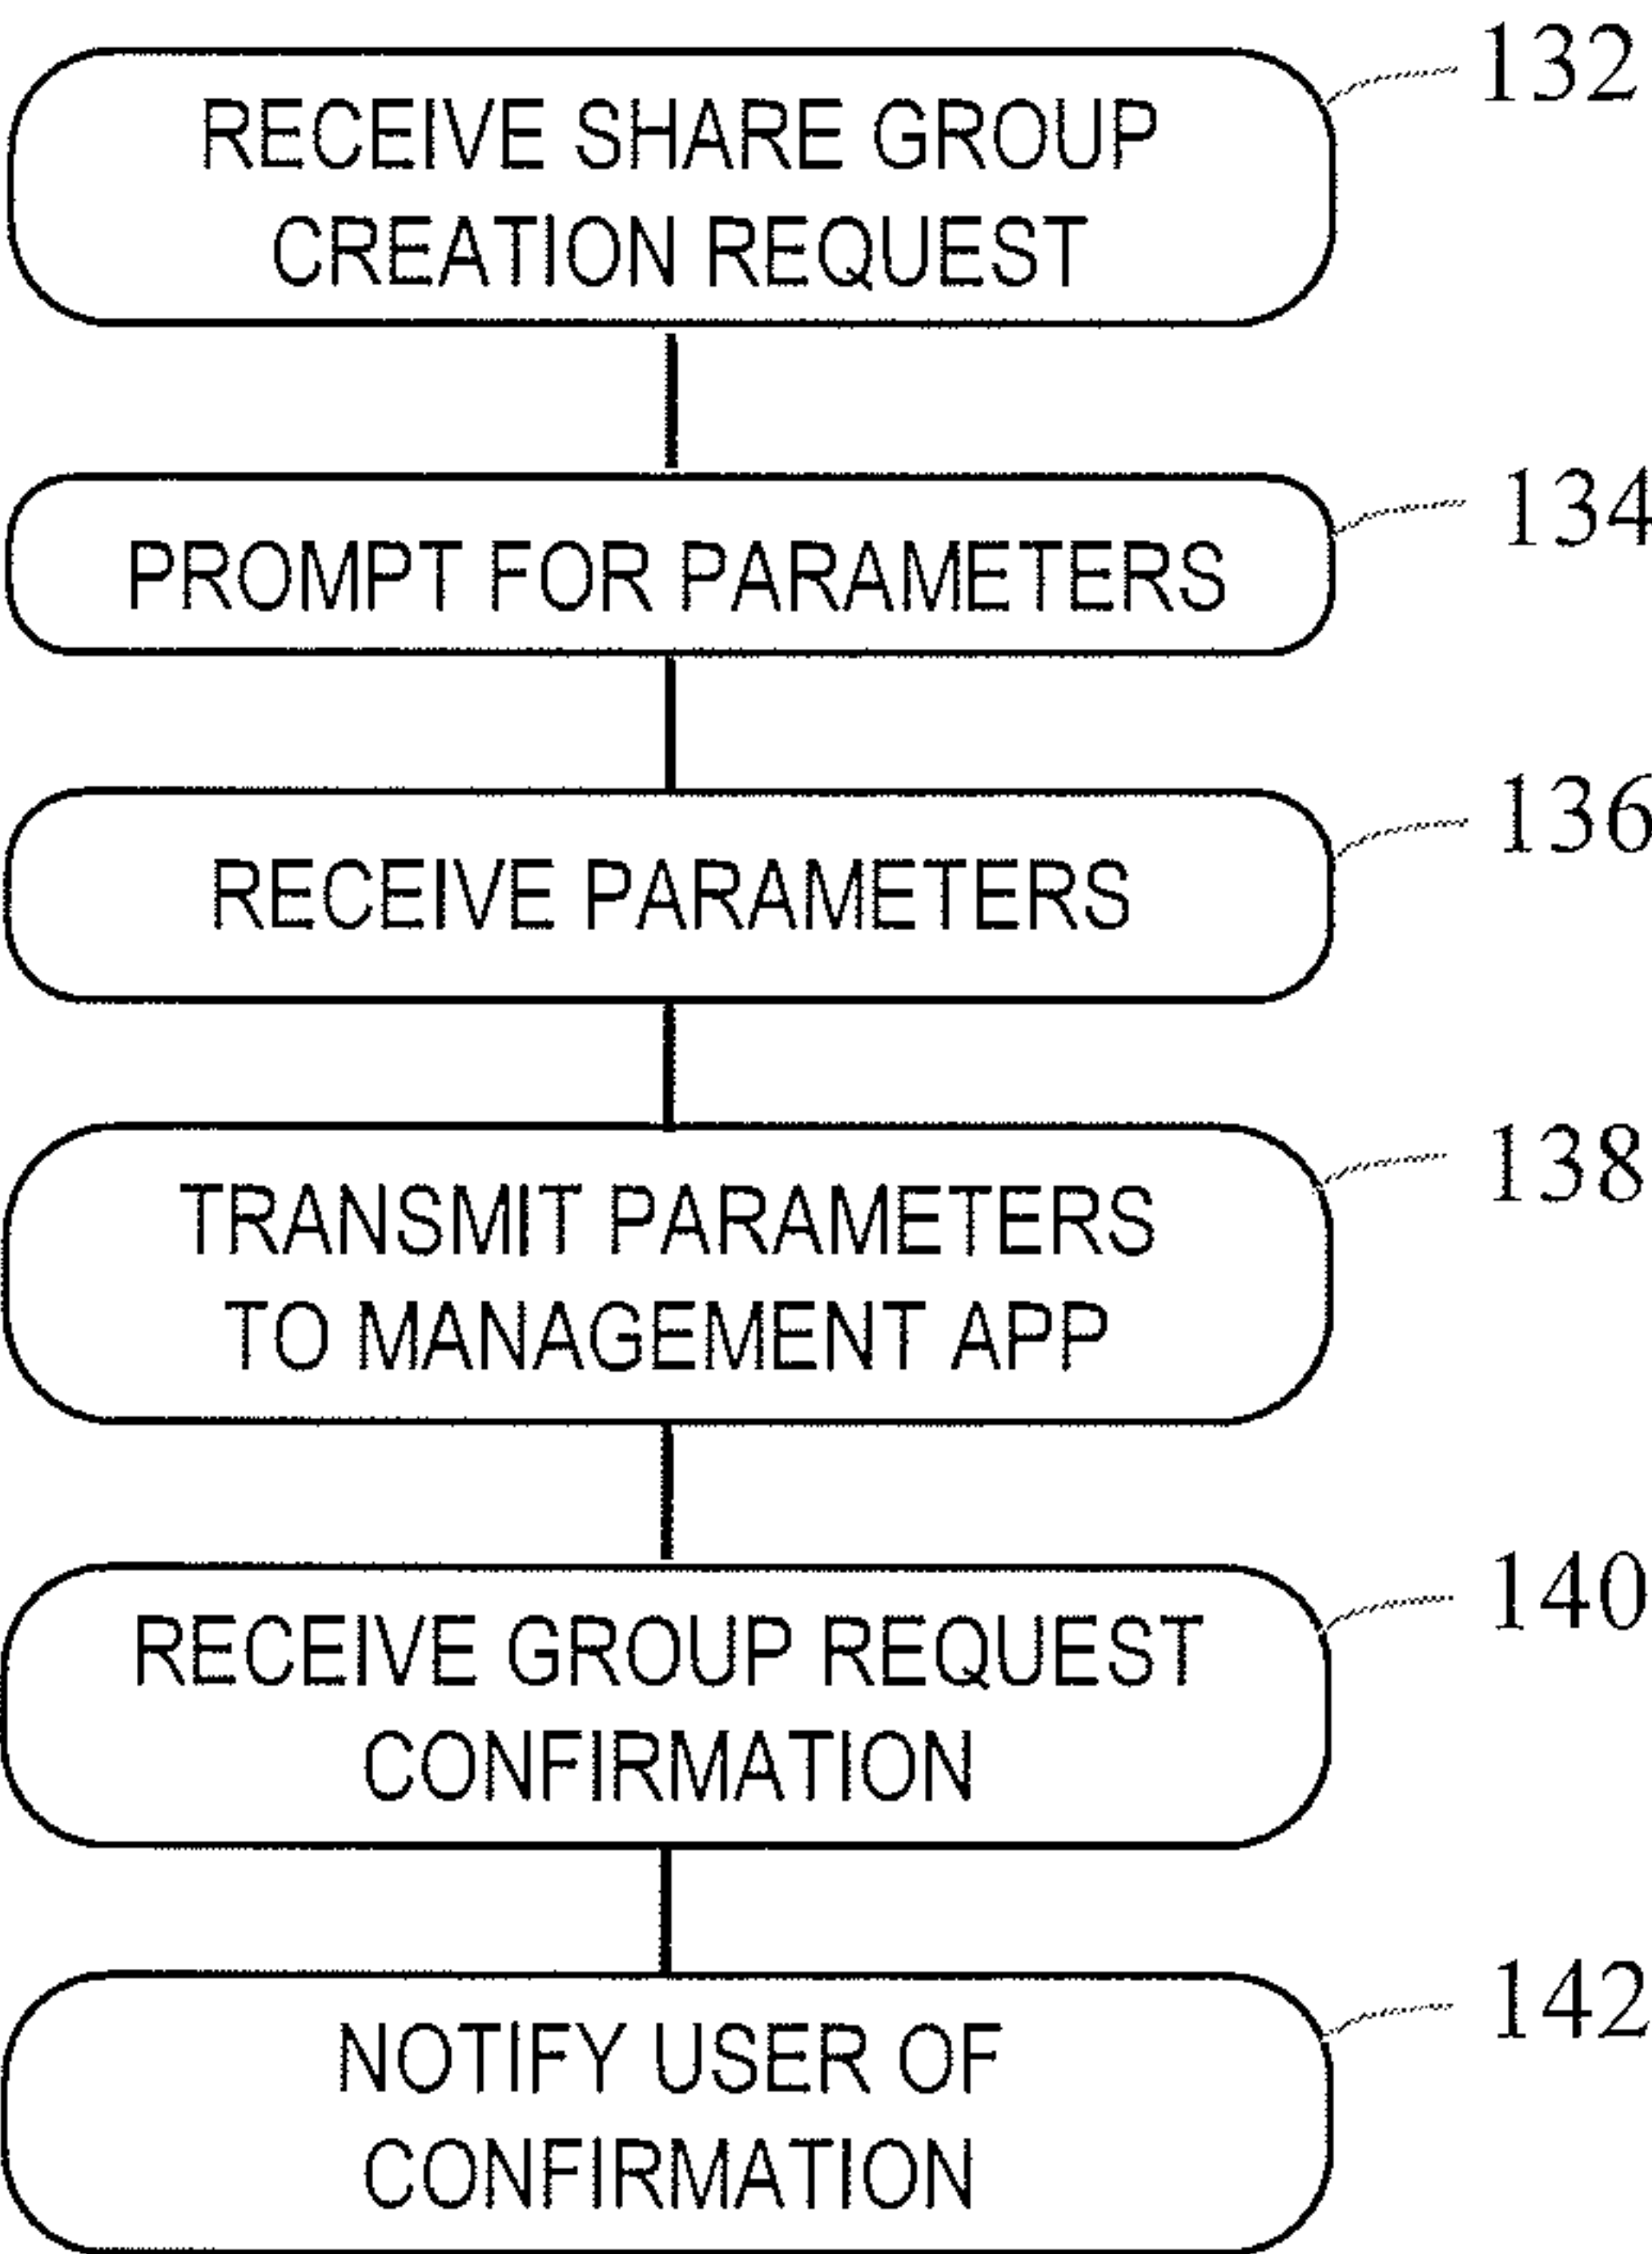 132
RECEIVE SHARE GROUP
CREATION REQUEST
134
PROMPT FOR PARAMETERS
136
RECEIVE PARAMETERS
138
TRANSMIT PARAMETERS
TO MANAGEMENT APP
140
RECEIVE GROUP REQUEST
CONFIRMATION
142
NOTIFY USER OF
CONFIRMATION